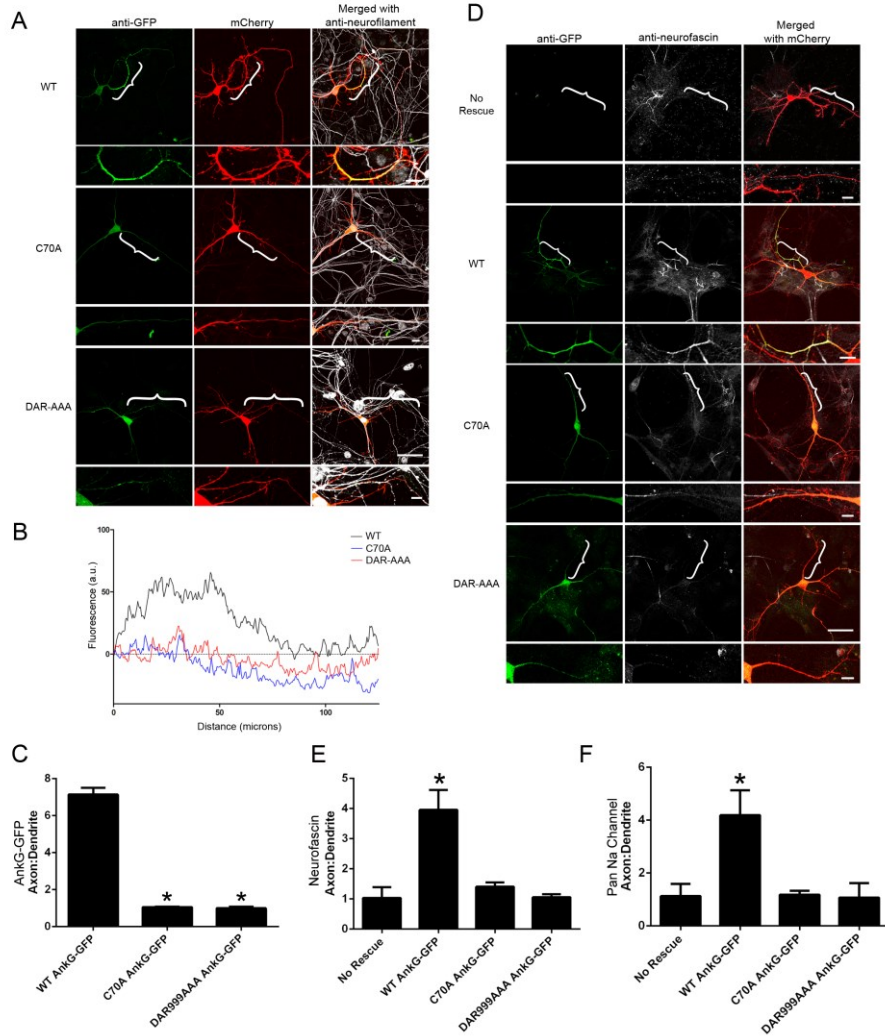 A
anti-GFP
mCherry
Merged with
anti-neurofilament
WT
C70A
DAR-AAA
B
100
50
0
Fluorescence (a.u.)
WT
C70A
DAR-AAA
0
50
100
Distance (microns)
C
AnkG-GFP
Axon:Dendrite
8
6
4
2
0
*
*
WT AnkG-GFP
C70A AnkG-GFP
DAR999AAA AnkG-GFP
D
anti-GFP
anti-neurofascin
Merged
with mCherry
No
Rescue
WT
C70A
DAR-AAA
E
Neurofascin
Axon:Dendrite
5
4
3
2
1
0
*
No Rescue
WT AnkG-GFP
C70A AnkG-GFP
DAR999AAA AnkG-GFP
F
Pan Na Channel
Axon:Dendrite
6
4
2
0
*
No Rescue
WT AnkG-GFP
C70A AnkG-GFP
DAR999AAA AnkG-GFP